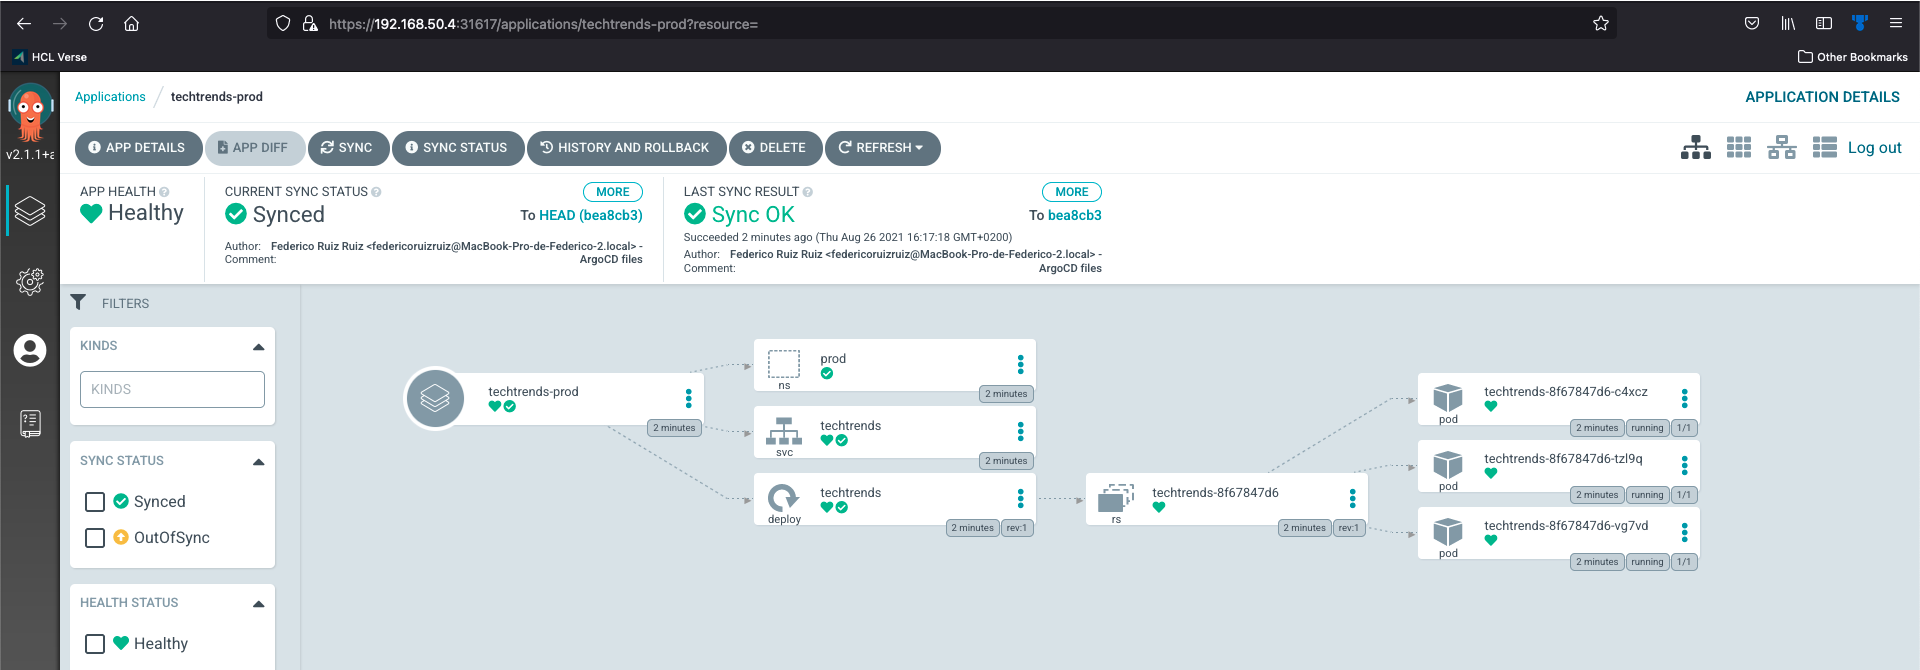 https://192.168.50.4:31617/applications/techtrends-prod?resource=
HCL Verse
Other Bookmarks
v2.1.1+a
Applications / techtrends-prod
APPLICATION DETAILS
APP DETAILS
APP DIFF
SYNC
SYNC STATUS
HISTORY AND ROLLBACK
DELETE
REFRESH
Log out
APP HEALTH
Healthy
CURRENT SYNC STATUS
MORE
Synced
To HEAD (bea8cb3)
Author: Federico Ruiz Ruiz <federicoruizruiz@MacBook-Pro-de-Federico-2.local> -
Comment: ArgoCD files
LAST SYNC RESULT
MORE
Sync OK
To bea8cb3
Succeeded 2 minutes ago (Thu Aug 26 2021 16:17:18 GMT+0200)
Author: Federico Ruiz Ruiz <federicoruizruiz@MacBook-Pro-de-Federico-2.local> -
Comment: ArgoCD files
FILTERS
KINDS
KINDS
SYNC STATUS
Synced
OutOfSync
HEALTH STATUS
Healthy
techtrends-prod
2 minutes
prod
ns
2 minutes
techtrends
svc
2 minutes
techtrends
deploy
2 minutes rev:1
techtrends-8f67847d6
rs
2 minutes rev:1
techtrends-8f67847d6-c4xcz
pod
2 minutes running 1/1
techtrends-8f67847d6-tzl9q
pod
2 minutes running 1/1
techtrends-8f67847d6-vg7vd
pod
2 minutes running 1/1